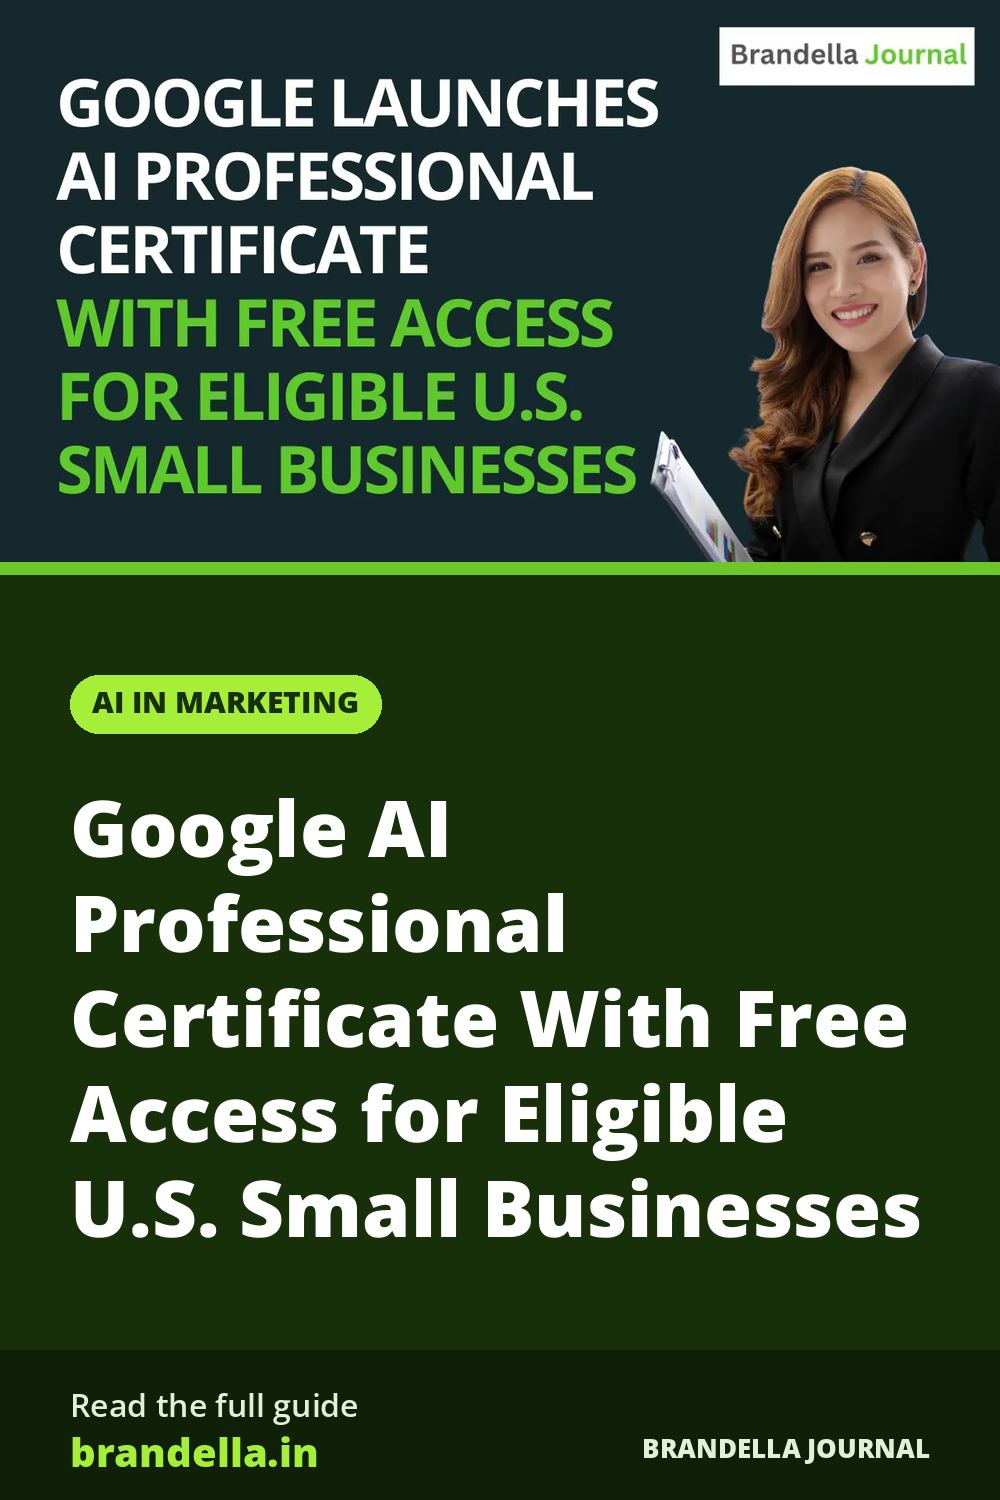 Brandella Journal
GOOGLE LAUNCHES
AI PROFESSIONAL
CERTIFICATE
WITH FREE ACCESS
FOR ELIGIBLE U.S.
SMALL BUSINESSES
AI IN MARKETING
Google AI
Professional
Certificate With Free
Access for Eligible
U.S. Small Businesses
Read the full guide
brandella.in
BRANDELLA JOURNAL